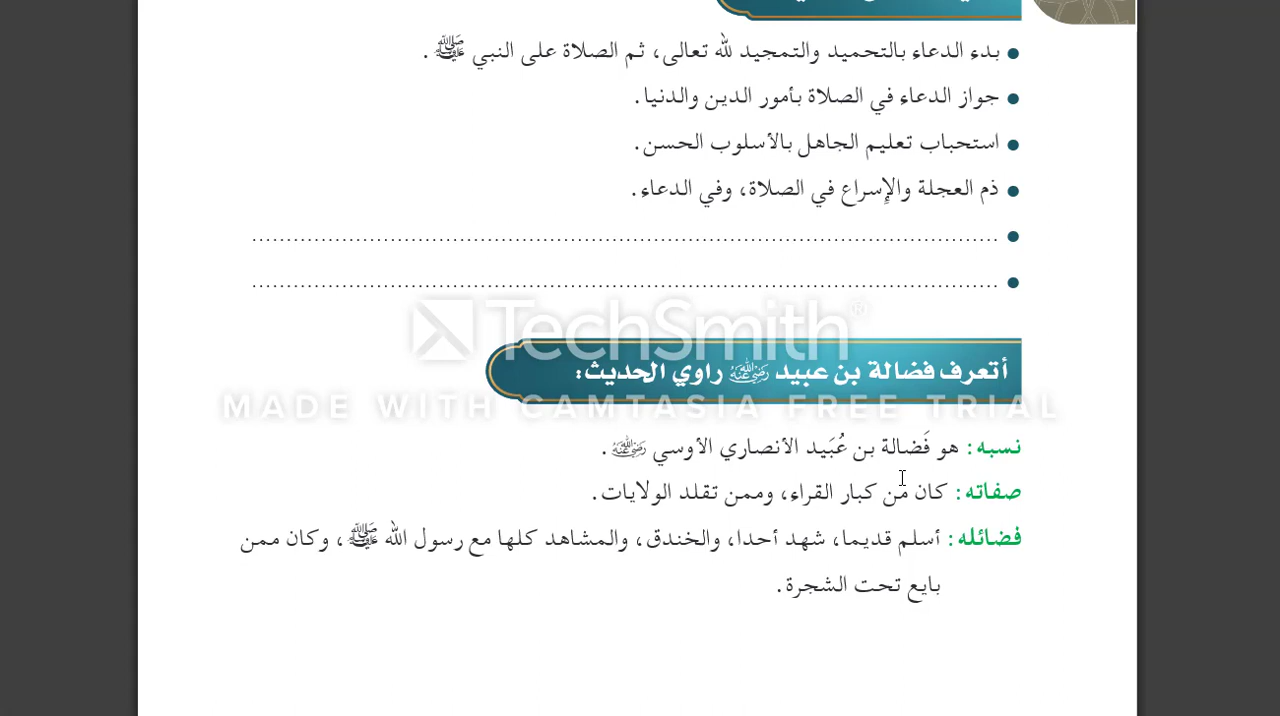 بدء الدعاء بالتحميد والتمجيد لله تعالى، ثم الصلاة على النبي ﷺ.
جواز الدعاء في الصلاة بأمور الدين والدنيا.
استحباب تعليم الجاهل بالأسلوب الحسن.
ذم العجلة والإسراع في الصلاة، وفي الدعاء.
TechSmith®
أتعرف فضالة بن عبيد رضي الله عنه راوي الحديث:
MADE WITH CAMTASIA FREE TRIAL
نسبه: هو فَضالة بن عُبَيد الأنصاري الأوسي رضي الله عنه.
صفاته: كان من كبار القراء، وممن تقلد الولايات.
فضائله: أسلم قديما، شهد أحدا، والخندق، والمشاهد كلها مع رسول الله ﷺ، وكان ممن
بايع تحت الشجرة.